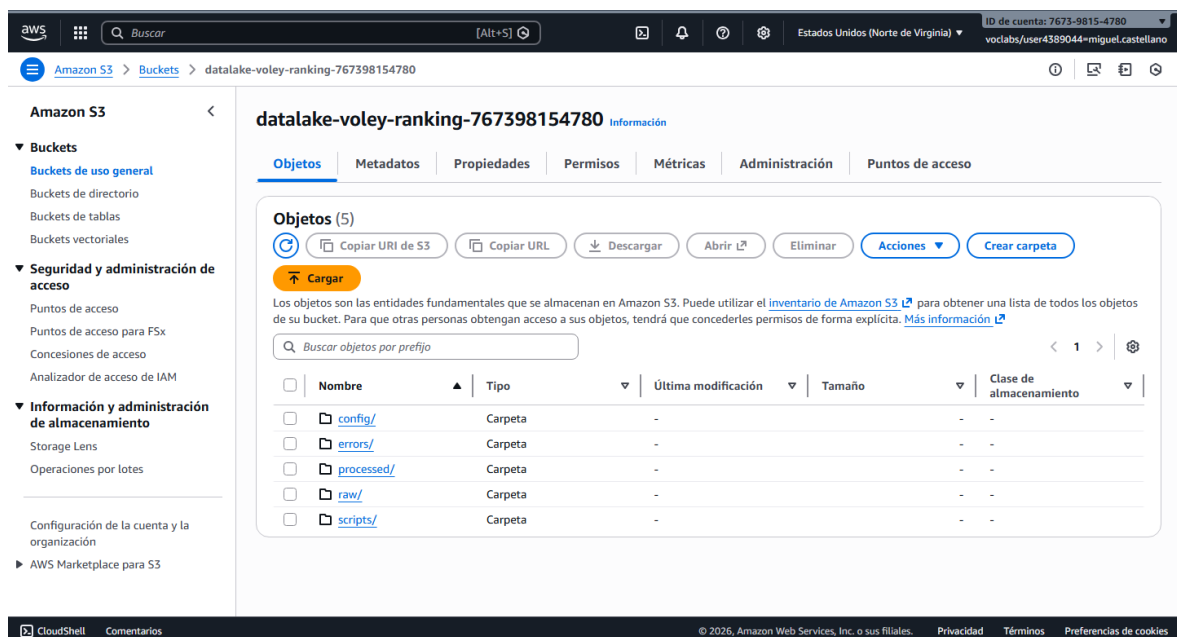 aws
Buscar
[Alt+S]
Estados Unidos (Norte de Virginia)
ID de cuenta: 7673-9815-4780
voclabs/user4389044=miguel.castellano
Amazon S3 > Buckets > datalake-voley-ranking-767398154780
Amazon S3
Buckets
Buckets de uso general
Buckets de directorio
Buckets de tablas
Buckets vectoriales
Seguridad y administración de
acceso
Puntos de acceso
Puntos de acceso para FSx
Concesiones de acceso
Analizador de acceso de IAM
Información y administración
de almacenamiento
Storage Lens
Operaciones por lotes
Configuración de la cuenta y la
organización
AWS Marketplace para S3
datalake-voley-ranking-767398154780 Información
Objetos Metadatos Propiedades Permisos Métricas Administración Puntos de acceso
Objetos (5)
Copiar URI de S3 Copiar URL Descargar Abrir Eliminar Acciones Crear carpeta
Cargar
Los objetos son las entidades fundamentales que se almacenan en Amazon S3. Puede utilizar el inventario de Amazon S3 para obtener una lista de todos los objetos
de su bucket. Para que otras personas obtengan acceso a sus objetos, tendrá que concederles permisos de forma explícita. Más información
Buscar objetos por prefijo
< 1 >
Nombre Tipo Última modificación Tamaño Clase de
almacenamiento
config/ Carpeta - - -
errors/ Carpeta - - -
processed/ Carpeta - - -
raw/ Carpeta - - -
scripts/ Carpeta - - -
CloudShell Comentarios © 2026, Amazon Web Services, Inc. o sus filiales. Privacidad Términos Preferencias de cookies